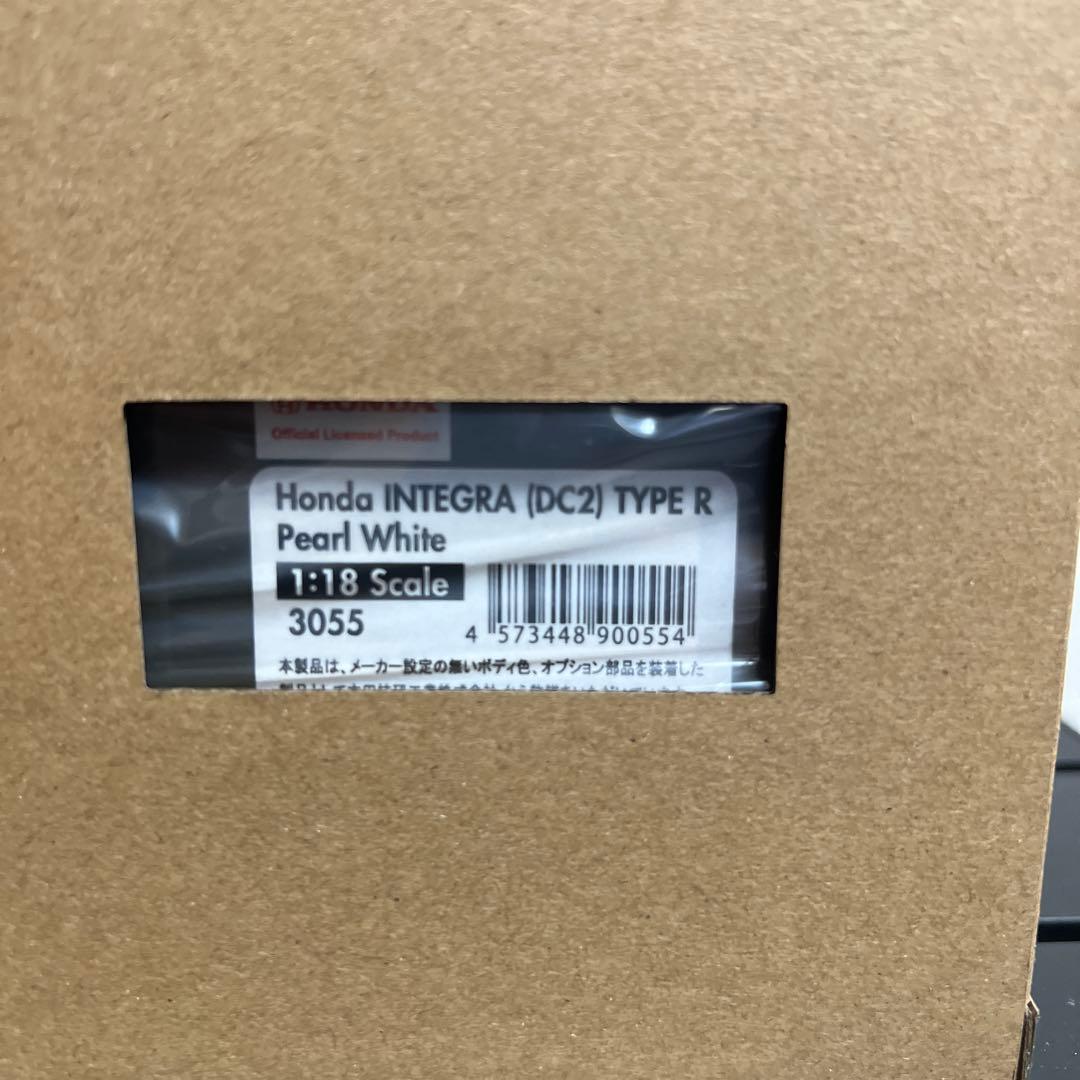 HONDA
Official Licensed Product
Honda INTEGRA (DC2) TYPE R
Pearl White
1:18 Scale
3055
4 573448 900554
本製品は、メーカー設定の無いボディ色、オプション部品を装着した